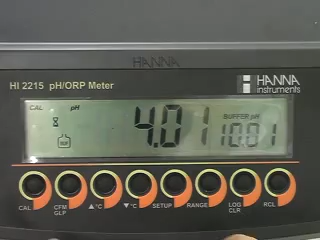 HANNA
HI 2215 pH/ORP Meter
HANNA
instruments
CAL pH
BUFFER pH
4.01 10.01
BUF
CAL CFM GLP ▲°C ▼°C SETUP RANGE LOG CLR RCL